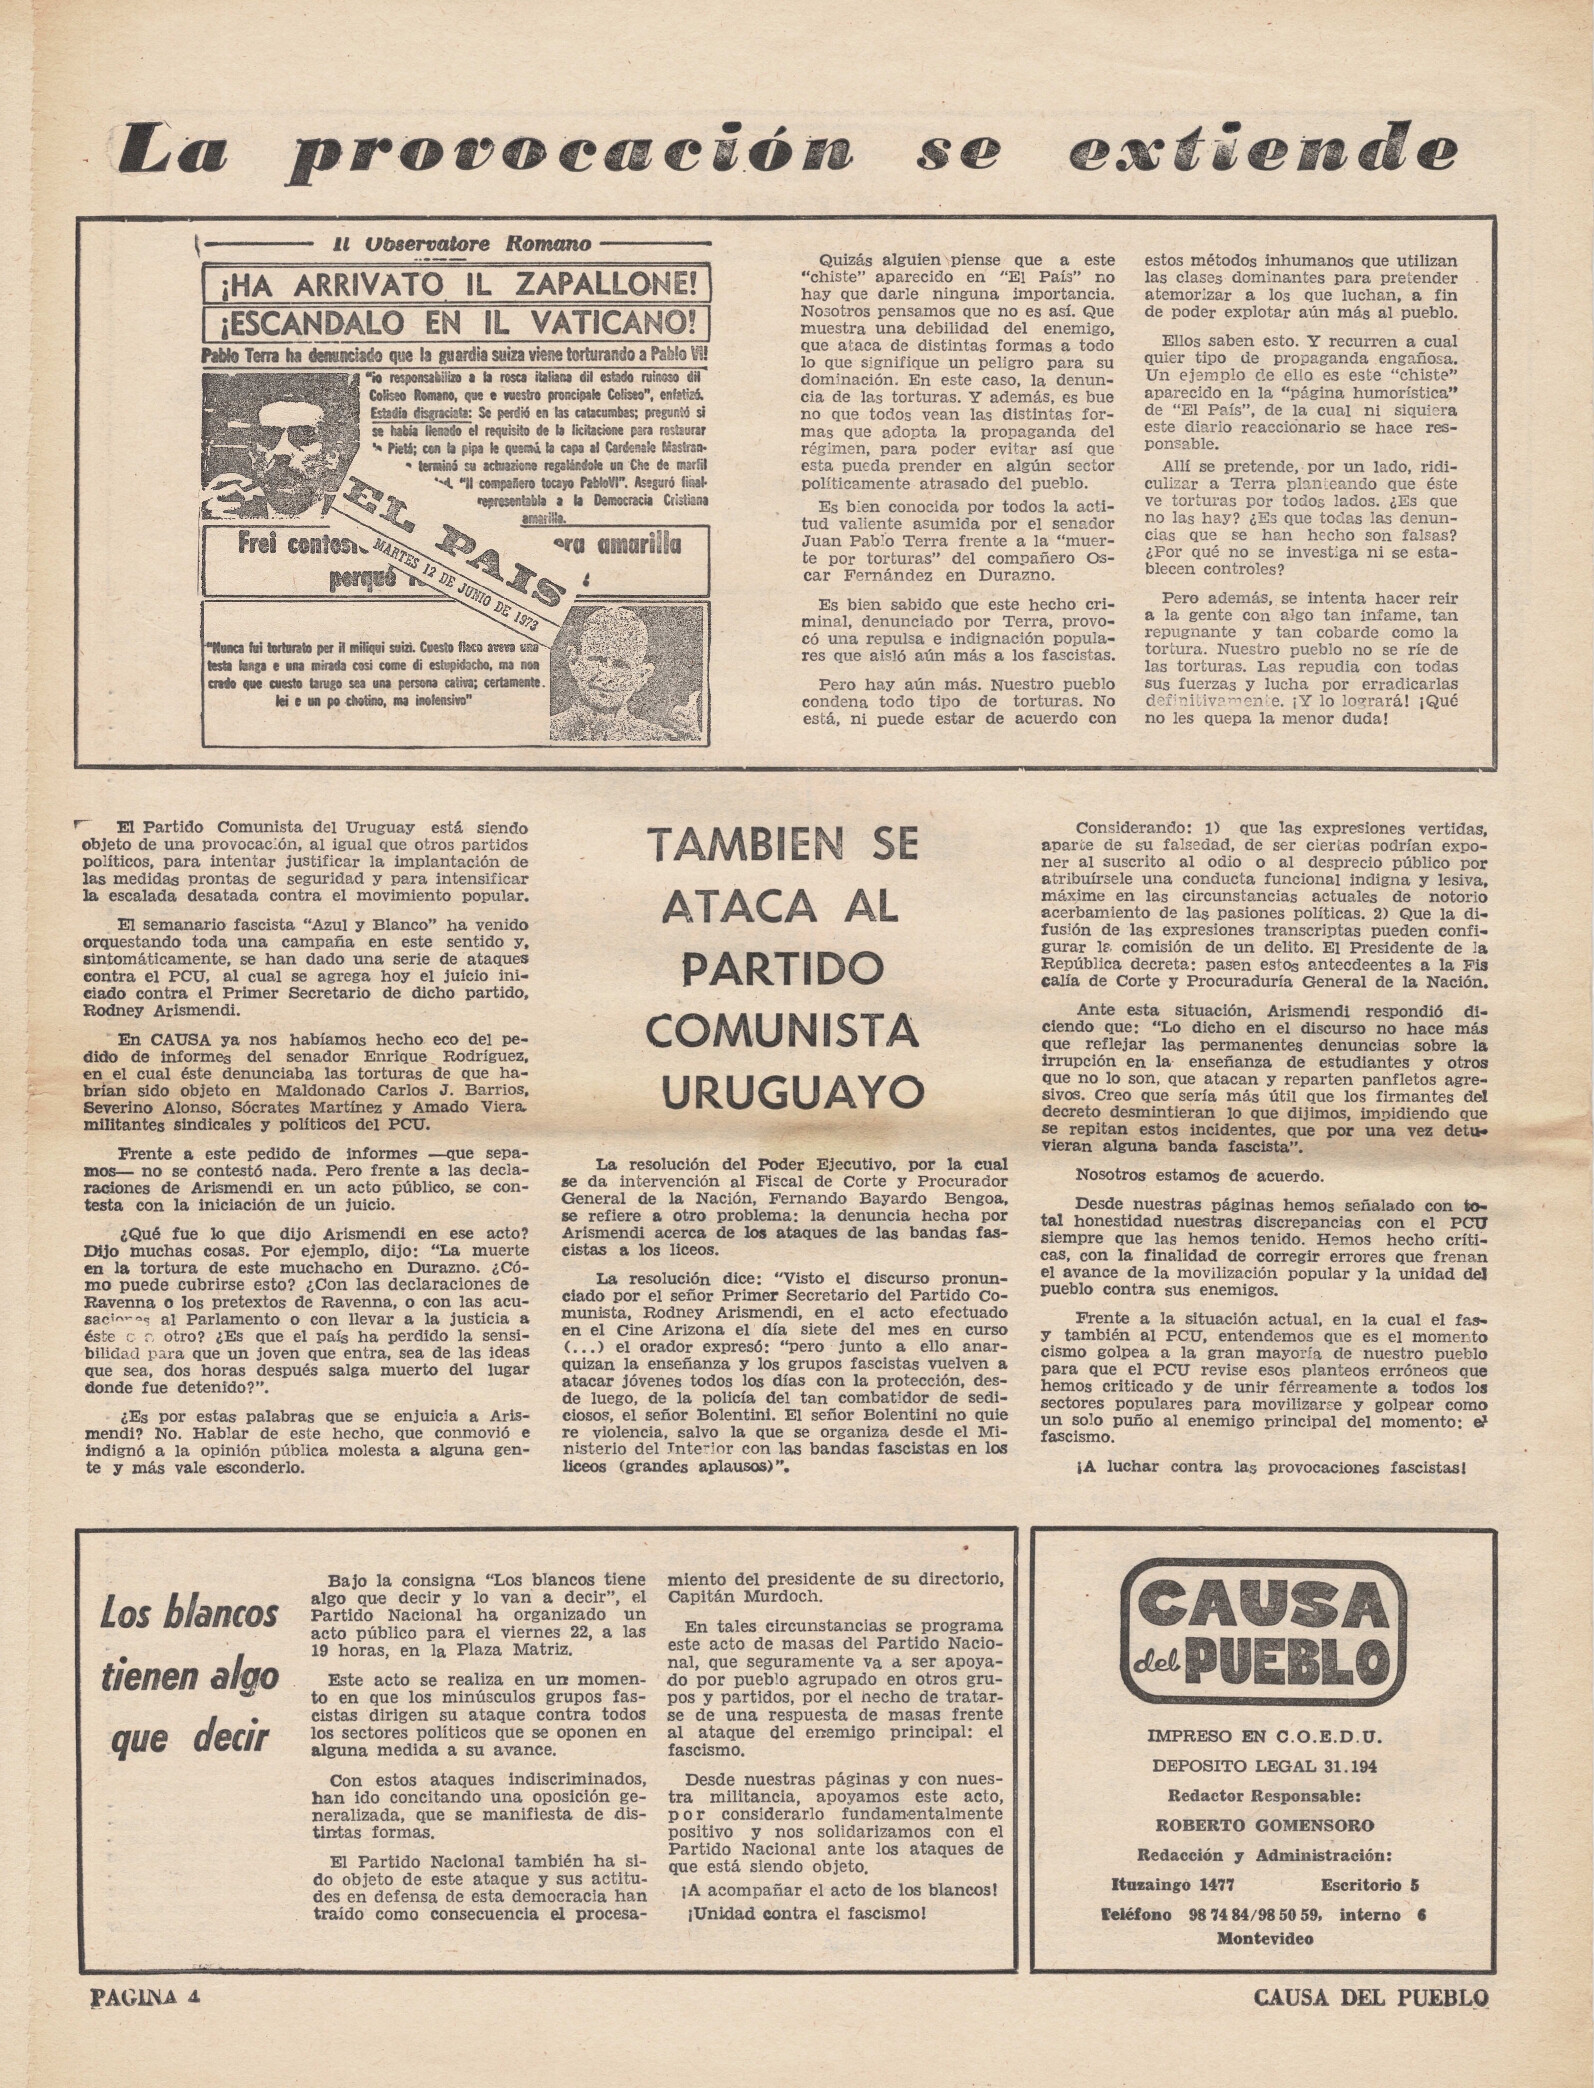 La provocación se extiende
Il Observatore Romano
¡HA ARRIVATO IL ZAPALLONE!
¡ESCANDALO EN IL VATICANO!
Pablo Terra ha denunciado que la guardia suiza viene torturando a Pablo VI!
"io responsabilizo a la rosca italiana dil estado ruinoso dil
Coliseo Romano, que e vuestro proncipale Coliseo", enfatizó.
Estadia disgraciata: Se perdió en las catacumbas; preguntó si
se había llenado el requisito de la licitacione para restaurar
Pietá; con la pipa le quemá la capa al Cardenale Mastran-
terminó su actuazione regalándole un Che de marfil
"Il compañero tocayo PabloVI". Aseguró final-
representable a la Democracia Cristiana
amarilla.
Frei contest era amarilla
perqué
EL PAIS
MARTES 12 DE JUNIO DE 1973
"Nunca fui torturato per il miliqui suizi. Cuesto flaco aveva una
testa lunga e una mirada cosi come di estupidacho, ma non
credo que cuesto tarugo sea una persona cativa; certamente
lei e un po chotino, ma inofensivo"
Quizás alguien piense que a este
"chiste" aparecido en "El País" no
hay que darle ninguna importancia.
Nosotros pensamos que no es así. Que
muestra una debilidad del enemigo,
que ataca de distintas formas a todo
lo que signifique un peligro para su
dominación. En este caso, la denun-
cia de las torturas. Y además, es bue
no que todos vean las distintas for-
mas que adopta la propaganda del
régimen, para poder evitar así que
esta pueda prender en algún sector
políticamente atrasado del pueblo.
Es bien conocida por todos la acti-
tud valiente asumida por el senador
Juan Pablo Terra frente a la "muer-
te por torturas" del compañero Os-
car Fernández en Durazno.
Es bien sabido que este hecho cri-
minal, denunciado por Terra, provo-
có una repulsa e indignación popula-
res que aisló aún más a los fascistas.
Pero hay aún más. Nuestro pueblo
condena todo tipo de torturas. No
está, ni puede estar de acuerdo con
estos métodos inhumanos que utilizan
las clases dominantes para pretender
atemorizar a los que luchan, a fin
de poder explotar aún más al pueblo.
Ellos saben esto. Y recurren a cual
quier tipo de propaganda engañosa.
Un ejemplo de ello es este "chiste"
aparecido en la "página humorística"
de "El País", de la cual ni siquiera
este diario reaccionario se hace res-
ponsable.
Allí se pretende, por un lado, ridi-
culizar a Terra planteando que éste
ve torturas por todos lados. ¿Es que
no las hay? ¿Es que todas las denun-
cias que se han hecho son falsas?
¿Por qué no se investiga ni se esta-
blecen controles?
Pero además, se intenta hacer reir
a la gente con algo tan infame, tan
repugnante y tan cobarde como la
tortura. Nuestro pueblo no se ríe de
las torturas. Las repudia con todas
sus fuerzas y lucha por erradicarlas
definitivamente. ¡Y lo logrará! ¡Qué
no les quepa la menor duda!
El Partido Comunista del Uruguay está siendo
objeto de una provocación, al igual que otros partidos
políticos, para intentar justificar la implantación de
las medidas prontas de seguridad y para intensificar
la escalada desatada contra el movimiento popular.
El semanario fascista "Azul y Blanco" ha venido
orquestando toda una campaña en este sentido y,
sintomáticamente, se han dado una serie de ataques
contra el PCU, al cual se agrega hoy el juicio ini-
ciado contra el Primer Secretario de dicho partido,
Rodney Arismendi.
En CAUSA ya nos habíamos hecho eco del pe-
dido de informes del senador Enrique Rodríguez,
en el cual éste denunciaba las torturas de que ha-
brían sido objeto en Maldonado Carlos J. Barrios,
Severino Alonso, Sócrates Martínez y Amado Viera
militantes sindicales y políticos del PCU.
Frente a este pedido de informes —que sepa-
mos— no se contestó nada. Pero frente a las decla-
raciones de Arismendi en un acto público, se con-
testa con la iniciación de un juicio.
¿Qué fue lo que dijo Arismendi en ese acto?
Dijo muchas cosas. Por ejemplo, dijo: "La muerte
en la tortura de este muchacho en Durazno. ¿Có-
mo puede cubrirse esto? ¿Con las declaraciones de
Ravenna o los pretextos de Ravenna, o con las acu-
saciones al Parlamento o con llevar a la justicia a
éste o a otro? ¿Es que el país ha perdido la sensi-
bilidad para que un joven que entra, sea de las ideas
que sea, dos horas después salga muerto del lugar
donde fue detenido?".
¿Es por estas palabras que se enjuicia a Aris-
mendi? No. Hablar de este hecho, que conmovió e
indignó a la opinión pública molesta a alguna gen-
te y más vale esconderlo.
TAMBIEN SE
ATACA AL
PARTIDO
COMUNISTA
URUGUAYO
La resolución del Poder Ejecutivo, por la cual
se da intervención al Fiscal de Corte y Procurador
General de la Nación, Fernando Bayardo Bengoa,
se refiere a otro problema: la denuncia hecha por
Arismendi acerca de los ataques de las bandas fas-
cistas a los liceos.
La resolución dice: "Visto el discurso pronun-
ciado por el señor Primer Secretario del Partido Co-
munista, Rodney Arismendi, en el acto efectuado
en el Cine Arizona el día siete del mes en curso
(...) el orador expresó: "pero junto a ello anar-
quizan la enseñanza y los grupos fascistas vuelven a
atacar jóvenes todos los días con la protección, des-
de luego, de la policía del tan combatidor de sedi-
ciosos, el señor Bolentini. El señor Bolentini no quie
re violencia, salvo la que se organiza desde el Mi-
nisterio del Interior con las bandas fascistas en los
liceos (grandes aplausos)".
Considerando: 1) que las expresiones vertidas,
aparte de su falsedad, de ser ciertas podrían expo-
ner al suscrito al odio o al desprecio público por
atribuírsele una conducta funcional indigna y lesiva,
máxime en las circunstancias actuales de notorio
acerbamiento de las pasiones políticas. 2) Que la di-
fusión de las expresiones transcriptas pueden confi-
gurar la comisión de un delito. El Presidente de la
República decreta: pasen estos antecdeentes a la Fis
calía de Corte y Procuraduría General de la Nación.
Ante esta situación, Arismendi respondió di-
ciendo que: "Lo dicho en el discurso no hace más
que reflejar las permanentes denuncias sobre la
irrupción en la enseñanza de estudiantes y otros
que no lo son, que atacan y reparten panfletos agre-
sivos. Creo que sería más útil que los firmantes del
decreto desmintieran lo que dijimos, impidiendo que
se repitan estos incidentes, que por una vez detu-
vieran alguna banda fascista".
Nosotros estamos de acuerdo.
Desde nuestras páginas hemos señalado con to-
tal honestidad nuestras discrepancias con el PCU
siempre que las hemos tenido. Hemos hecho críti-
cas, con la finalidad de corregir errores que frenan
el avance de la movilización popular y la unidad del
pueblo contra sus enemigos.
Frente a la situación actual, en la cual el fas-
y también al PCU, entendemos que es el momento
cismo golpea a la gran mayoría de nuestro pueblo
para que el PCU revise esos planteos erróneos que
hemos criticado y de unir férreamente a todos los
sectores populares para movilizarse y golpear como
un solo puño al enemigo principal del momento: el
fascismo.
¡A luchar contra las provocaciones fascistas!
Los blancos
tienen algo
que decir
Bajo la consigna "Los blancos tiene
algo que decir y lo van a decir", el
Partido Nacional ha organizado un
acto público para el viernes 22, a las
19 horas, en la Plaza Matriz.
Este acto se realiza en un momen-
to en que los minúsculos grupos fas-
cistas dirigen su ataque contra todos
los sectores políticos que se oponen en
alguna medida a su avance.
Con estos ataques indiscriminados,
han ido concitando una oposición ge-
neralizada, que se manifiesta de dis-
tintas formas.
El Partido Nacional también ha si-
do objeto de este ataque y sus actitu-
des en defensa de esta democracia han
traído como consecuencia el procesa-
miento del presidente de su directorio,
Capitán Murdoch.
En tales circunstancias se programa
este acto de masas del Partido Nacio-
nal, que seguramente va a ser apoya-
do por pueblo agrupado en otros gru-
pos y partidos, por el hecho de tratar-
se de una respuesta de masas frente
al ataque del enemigo principal: el
fascismo.
Desde nuestras páginas y con nues-
tra militancia, apoyamos este acto,
por considerarlo fundamentalmente
positivo y nos solidarizamos con el
Partido Nacional ante los ataques de
que está siendo objeto.
¡A acompañar el acto de los blancos!
¡Unidad contra el fascismo!
CAUSA
del PUEBLO
IMPRESO EN C.O.E.D.U.
DEPOSITO LEGAL 31.194
Redactor Responsable:
ROBERTO GOMENSORO
Redacción y Administración:
Ituzaingo 1477 Escritorio 5
Teléfono 98 74 84/98 50 59, interno 6
Montevideo
PAGINA 4
CAUSA DEL PUEBLO